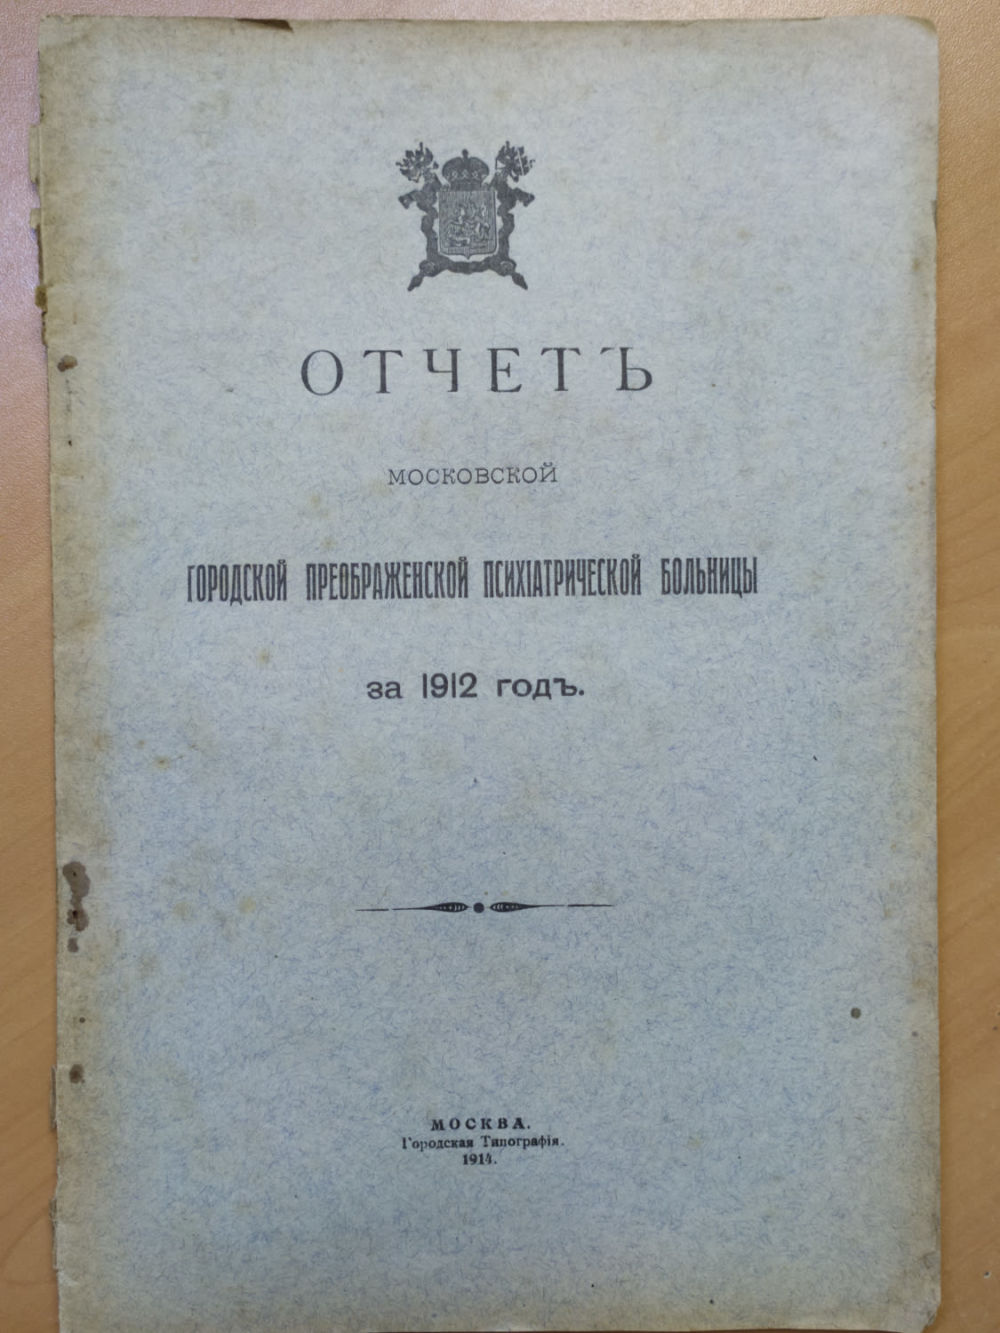 ОТЧЕТЪ
МОСКОВСКОЙ
ГОРОДСКОЙ ПРЕОБРАЖЕНСКОЙ ПСИХІАТРИЧЕСКОЙ БОЛЬНИЦЫ
за 1912 годъ.
МОСКВА.
Городская Типографія.
1914.